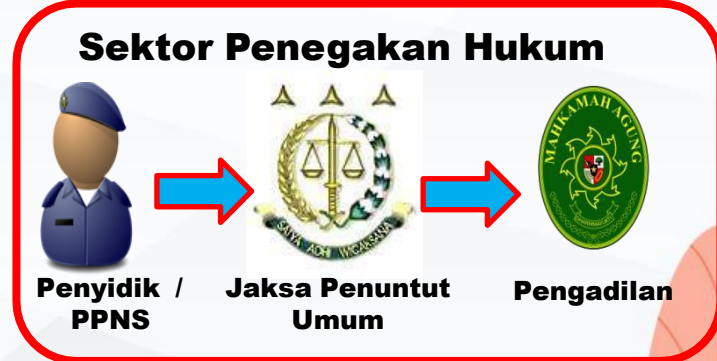 Sektor Penegakan Hukum
MAHKAMAH AGUNG
SATYA ADHI WICAKSANA
Penyidik / Jaksa Penuntut Pengadilan
PPNS Umum